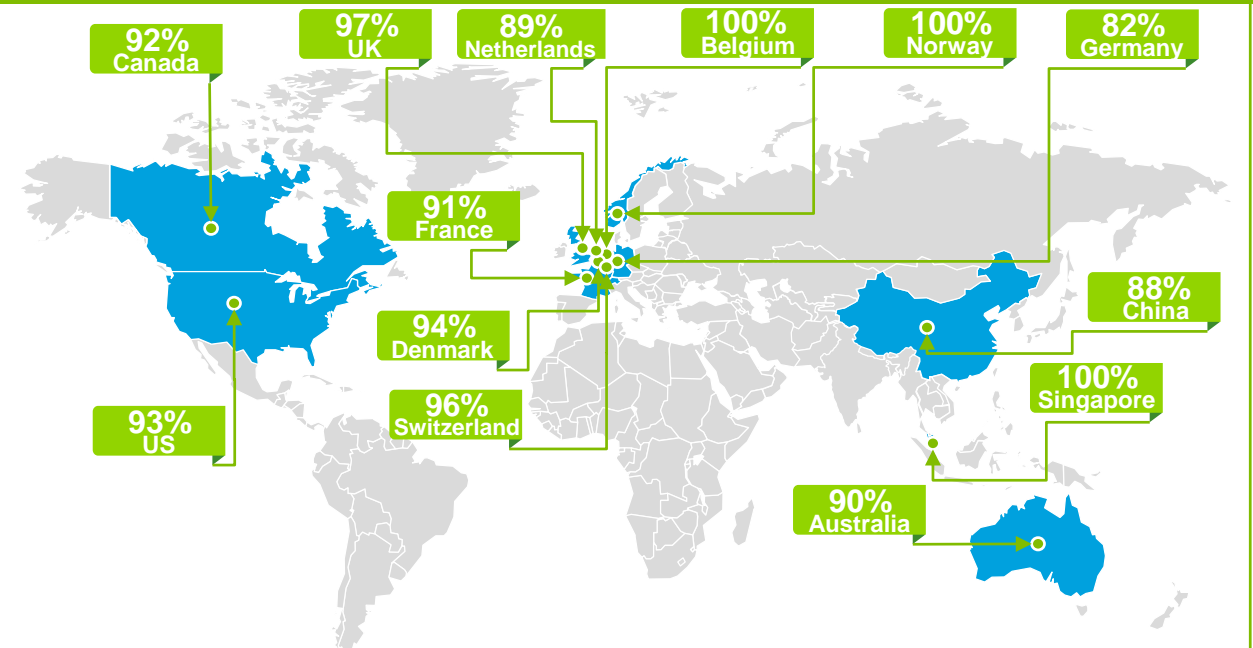 92%
Canada
97%
UK
89%
Netherlands
100%
Belgium
100%
Norway
82%
Germany
91%
France
88%
China
94%
Denmark
100%
Singapore
96%
Switzerland
93%
US
90%
Australia